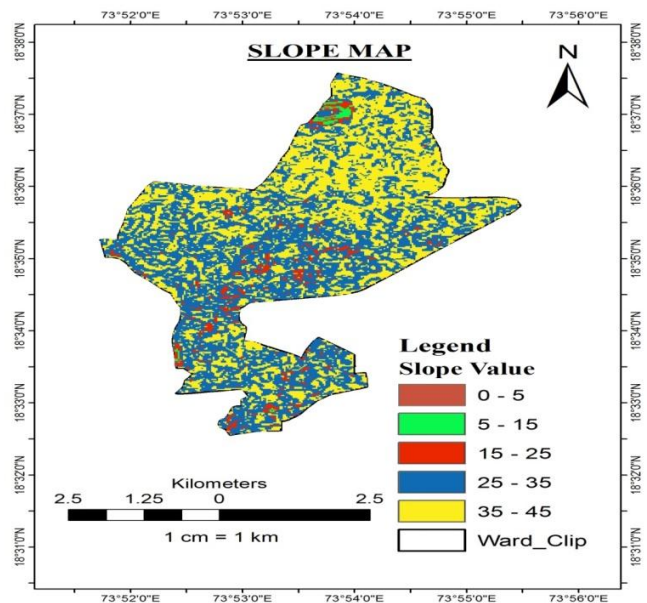 73°52'0"E 73°53'0"E 73°54'0"E 73°55'0"E 73°56'0"E
SLOPE MAP
N
18°38'0"N 18°38'0"N
18°37'0"N 18°37'0"N
18°36'0"N 18°36'0"N
18°35'0"N 18°35'0"N
18°34'0"N 18°34'0"N
18°33'0"N 18°33'0"N
18°32'0"N 18°32'0"N
18°31'0"N 18°31'0"N
Legend
Slope Value
0 - 5
5 - 15
15 - 25
25 - 35
35 - 45
Ward_Clip
Kilometers
2.5 1.25 0 2.5
1 cm = 1 km
73°52'0"E 73°53'0"E 73°54'0"E 73°55'0"E 73°56'0"E